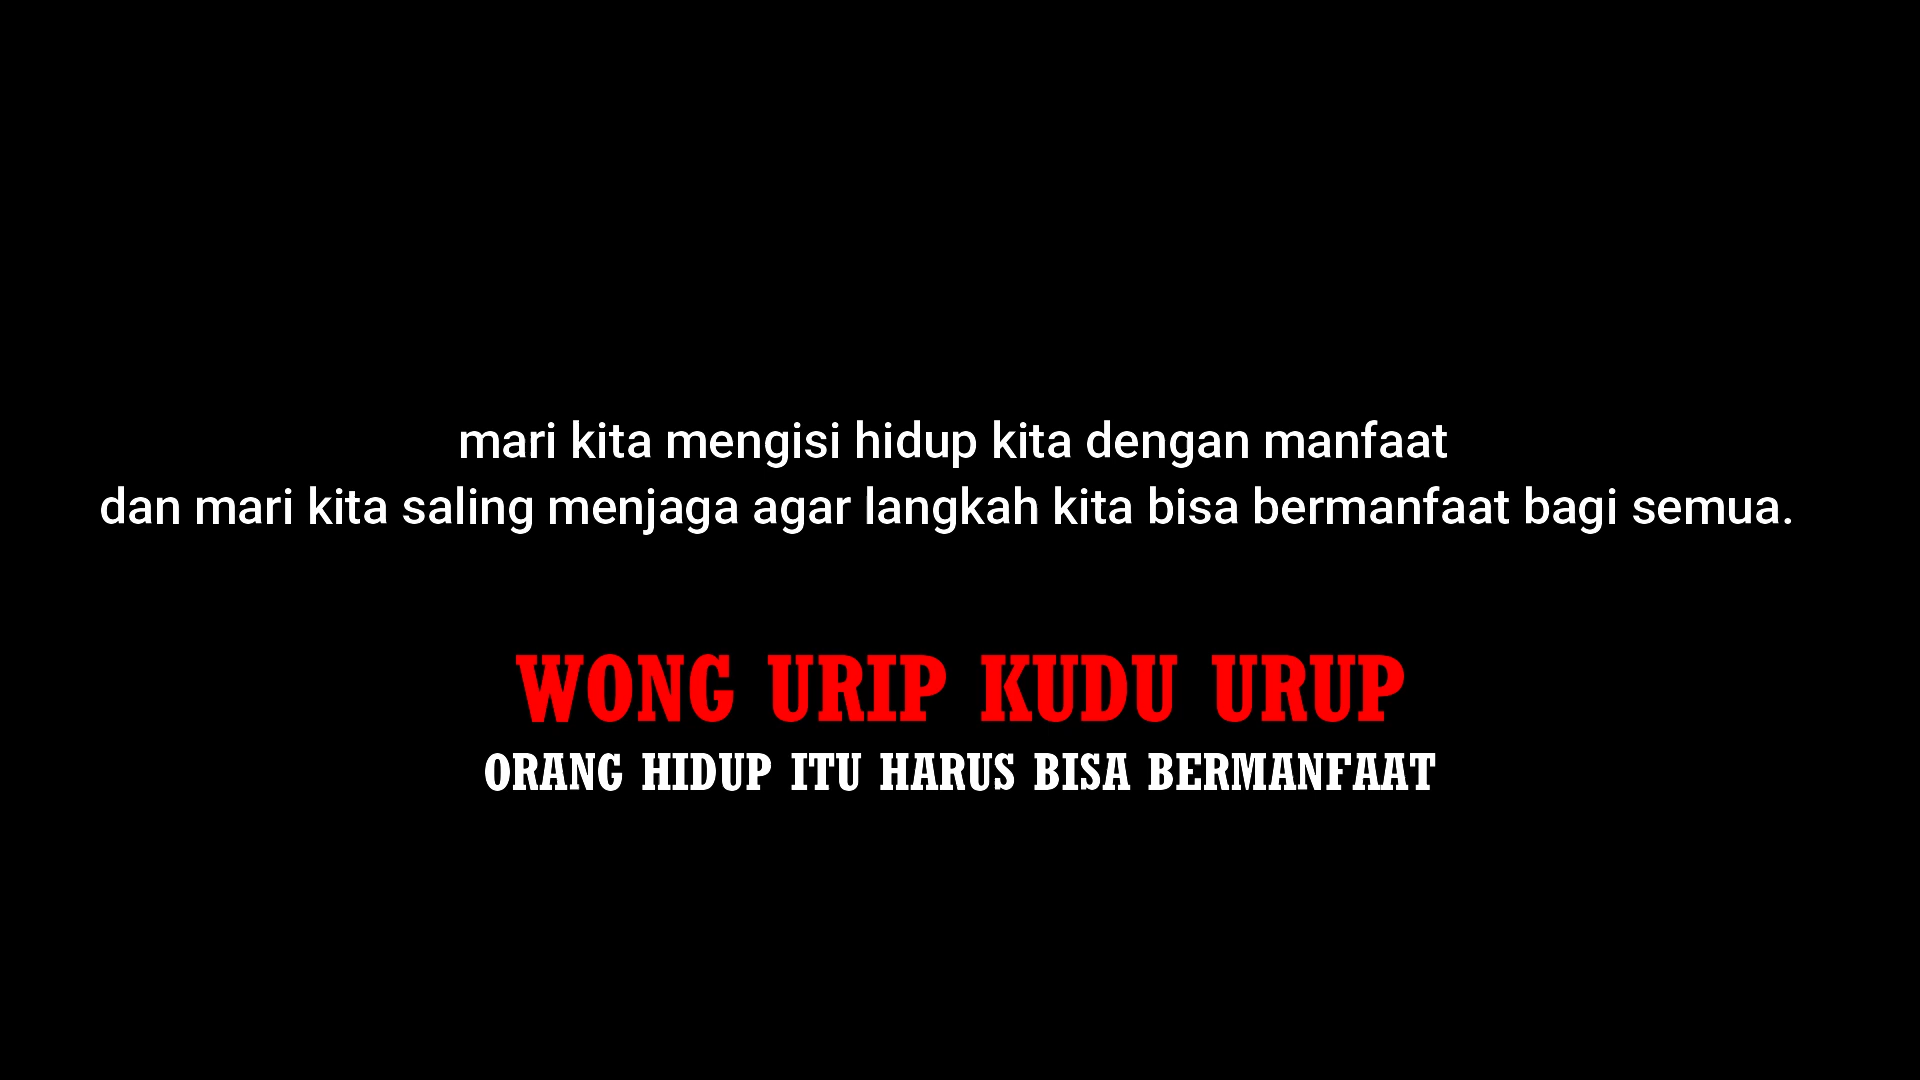 mari kita mengisi hidup kita dengan manfaat
dan mari kita saling menjaga agar langkah kita bisa bermanfaat bagi semua.
WONG URIP KUDU URUP
ORANG HIDUP ITU HARUS BISA BERMANFAAT